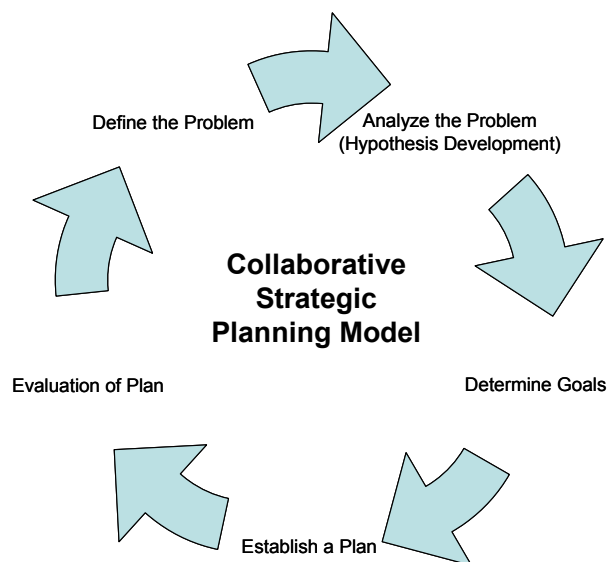 Define the Problem
Analyze the Problem
(Hypothesis Development)
Collaborative
Strategic
Planning Model
Evaluation of Plan
Determine Goals
Establish a Plan